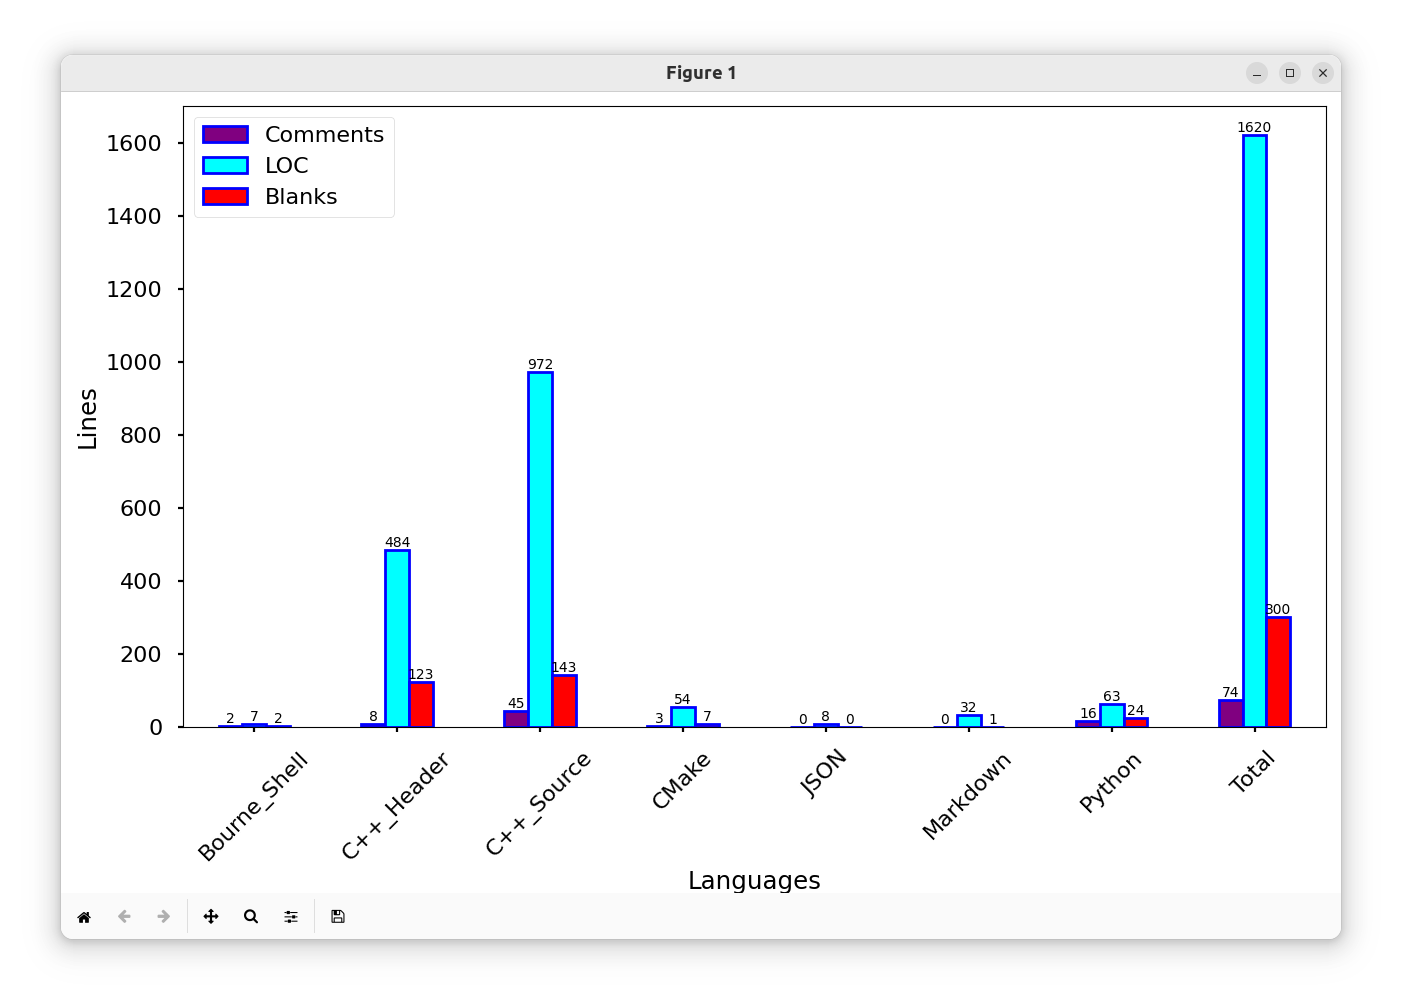 Figure 1
Comments
LOC
Blanks
1600
1400
1200
1000
800
600
400
200
0
Lines
2 7 2
8 484 123
45 972 143
3 54 7
0 8 0
0 32 1
16 63 24
74 1620 300
Bourne_Shell
C++_Header
C++_Source
CMake
JSON
Markdown
Python
Total
Languages